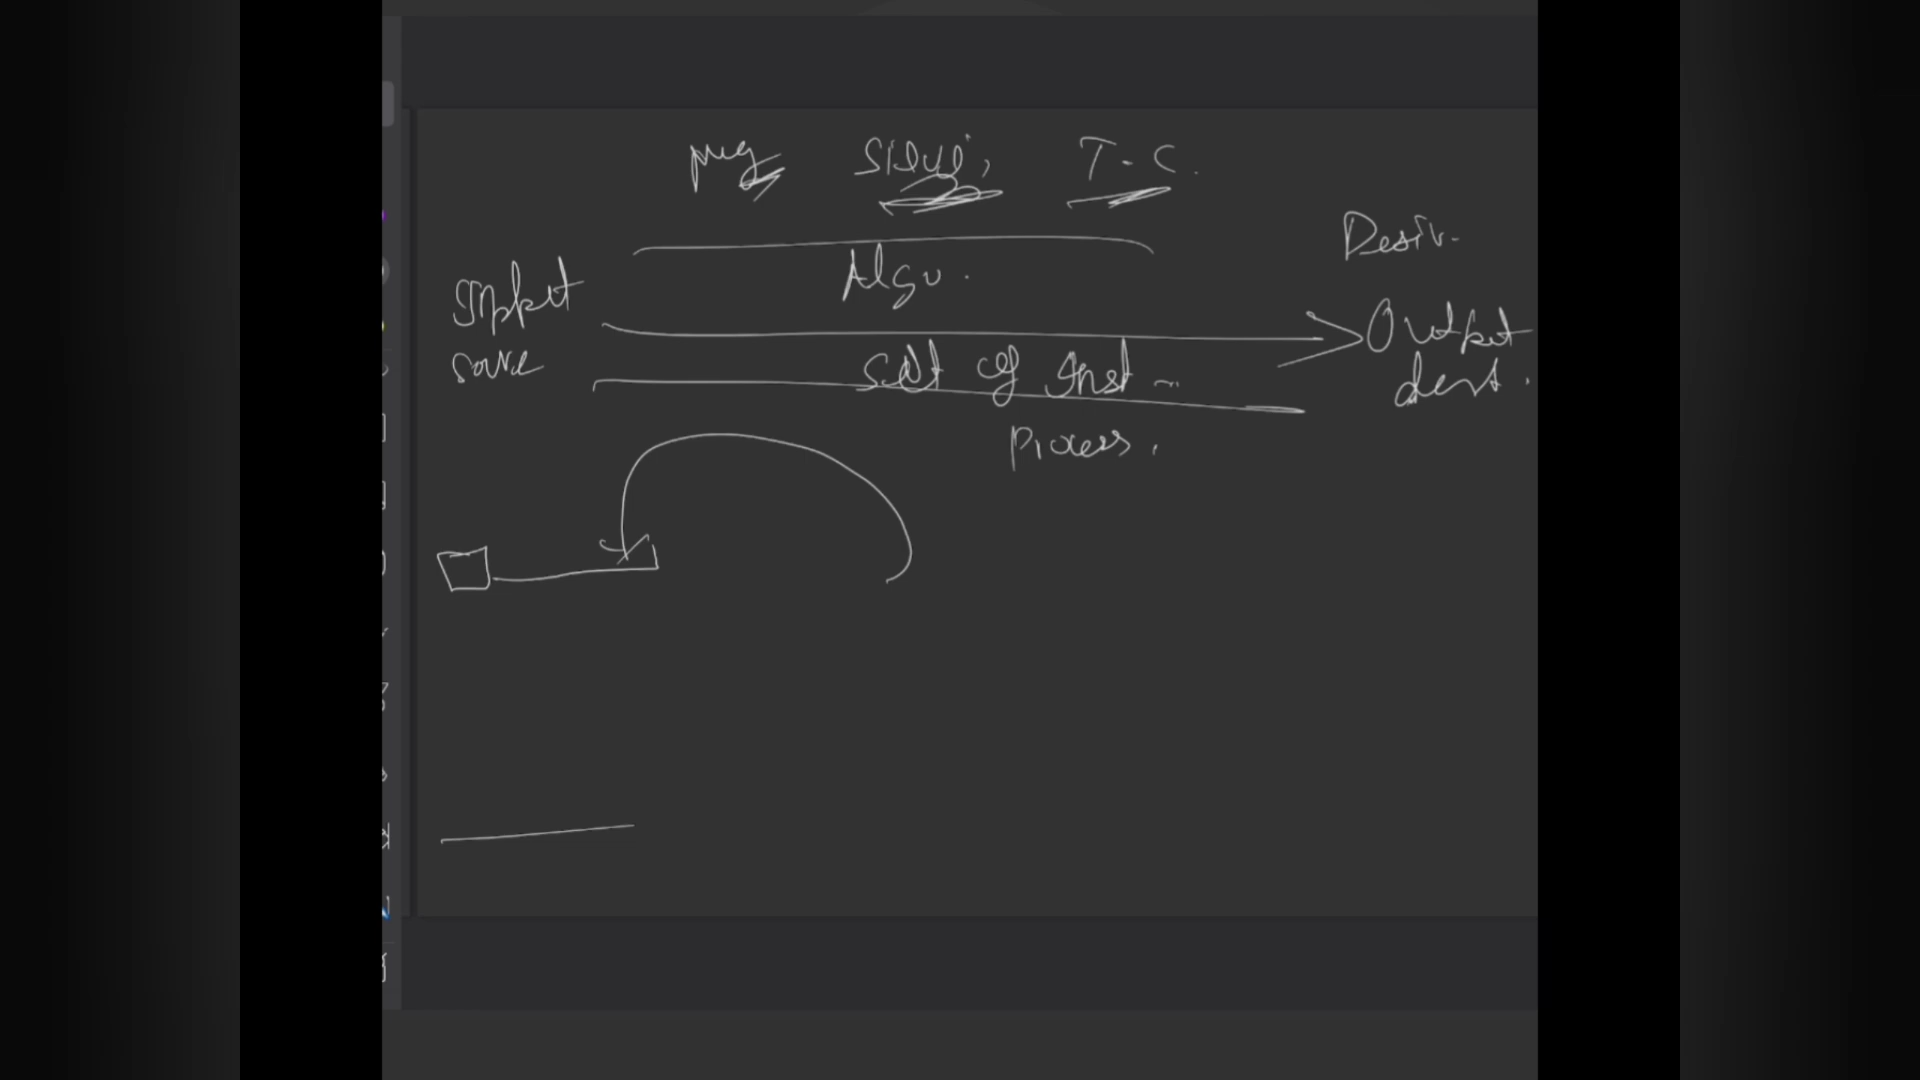 T-C.
Algo.
Desir-
Input
Output
source
set of Inst -
dest.
Process.